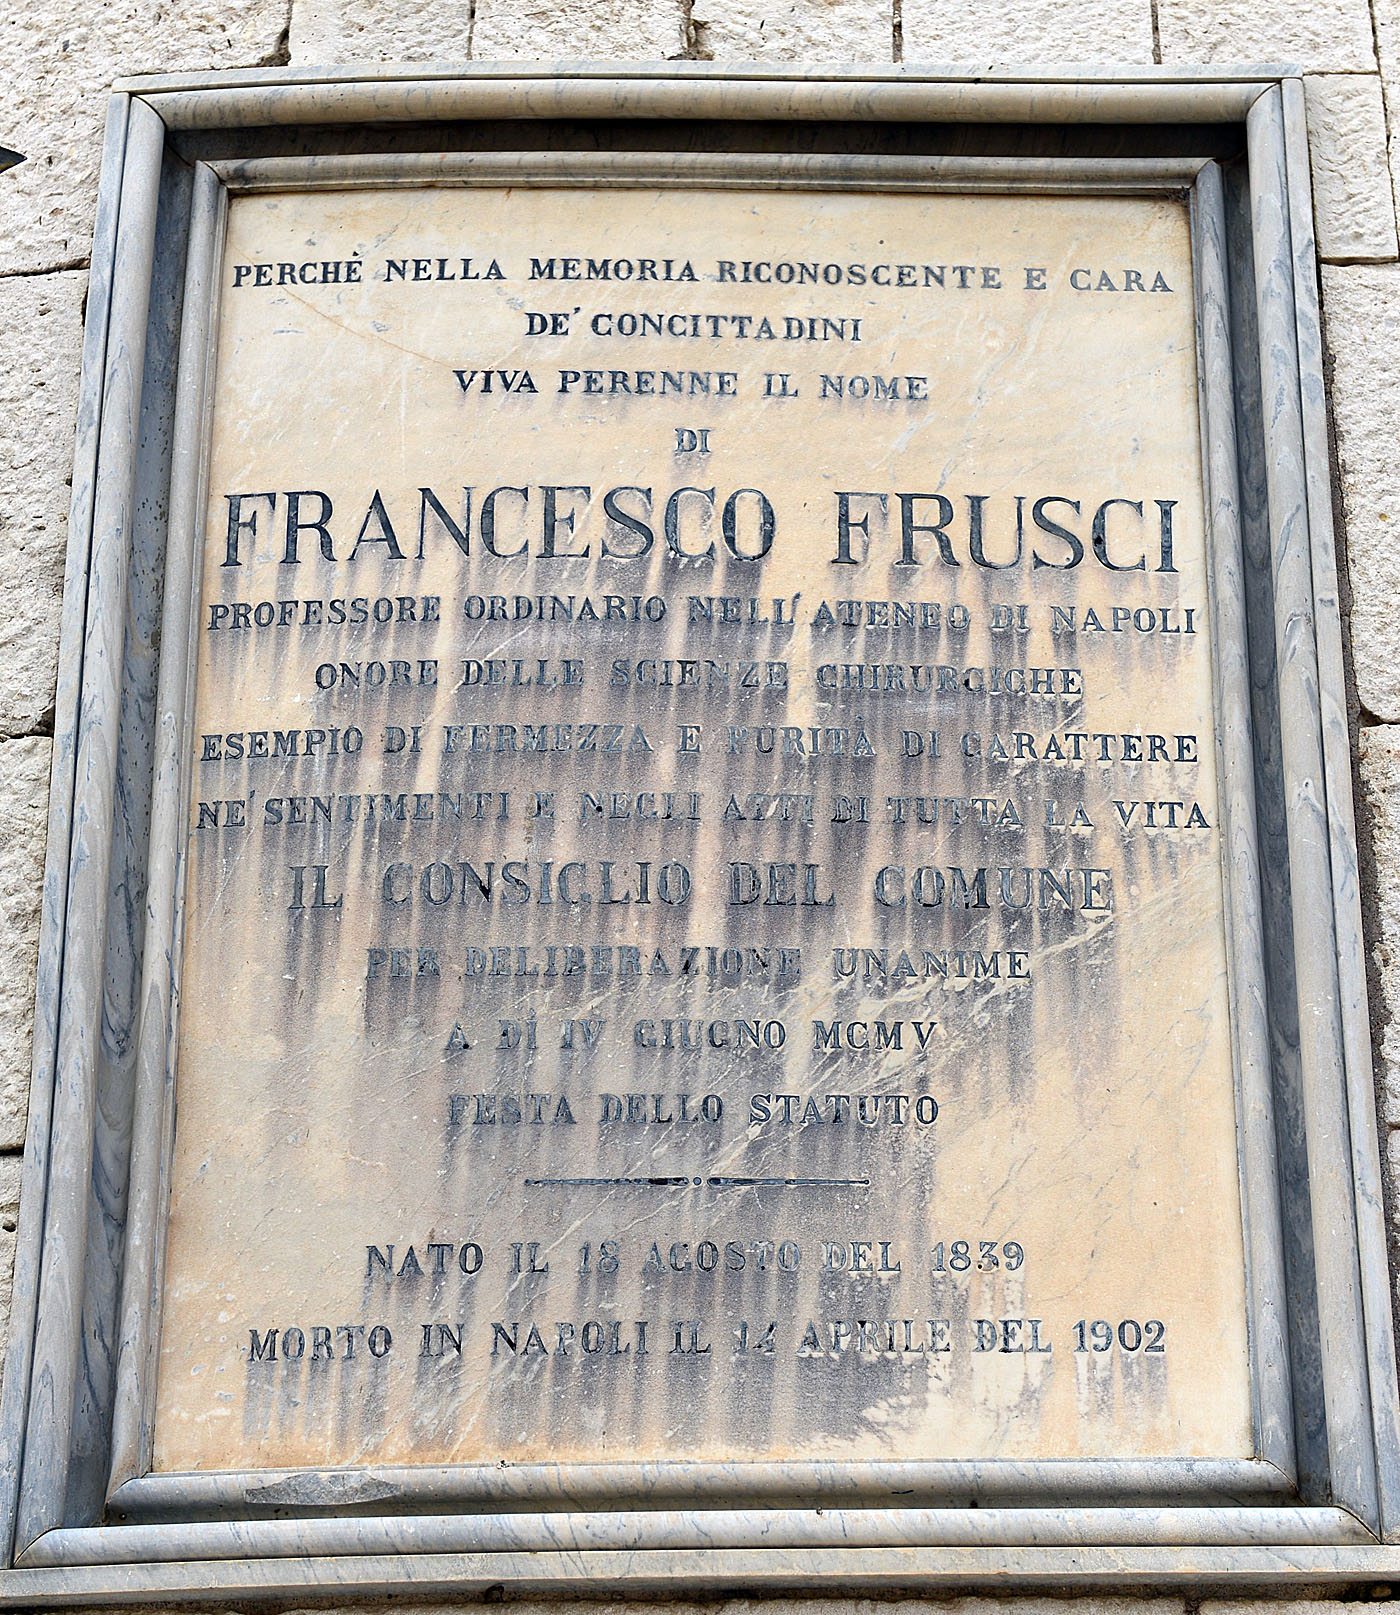 PERCHÈ NELLA MEMORIA RICONOSCENTE E CARA
DE' CONCITTADINI
VIVA PERENNE IL NOME
DI
FRANCESCO FRUSCI
PROFESSORE ORDINARIO NELL'ATENEO DI NAPOLI
ONORE DELLE SCIENZE CHIRURGICHE
ESEMPIO DI FERMEZZA E PURITÀ DI CARATTERE
NE' SENTIMENTI E NEGLI ATTI DI TUTTA LA VITA
IL CONSIGLIO DEL COMUNE
PER DELIBERAZIONE UNANIME
A DÌ IV GIUGNO MCMV
FESTA DELLO STATUTO
NATO IL 18 AGOSTO DEL 1839
MORTO IN NAPOLI IL 14 APRILE DEL 1902